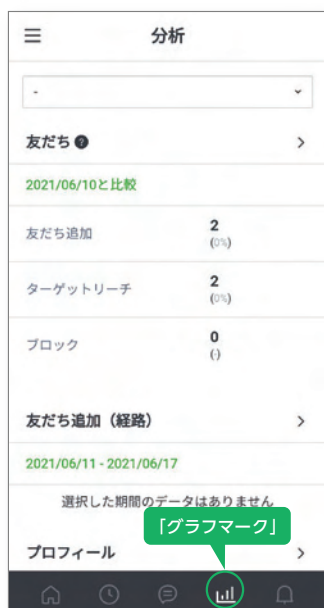 分析
-
友だち
2021/06/10と比較
友だち追加 2
(0%)
ターゲットリーチ 2
(0%)
ブロック 0
(-)
友だち追加（経路）
2021/06/11 - 2021/06/17
選択した期間のデータはありません
「グラフマーク」
プロフィール